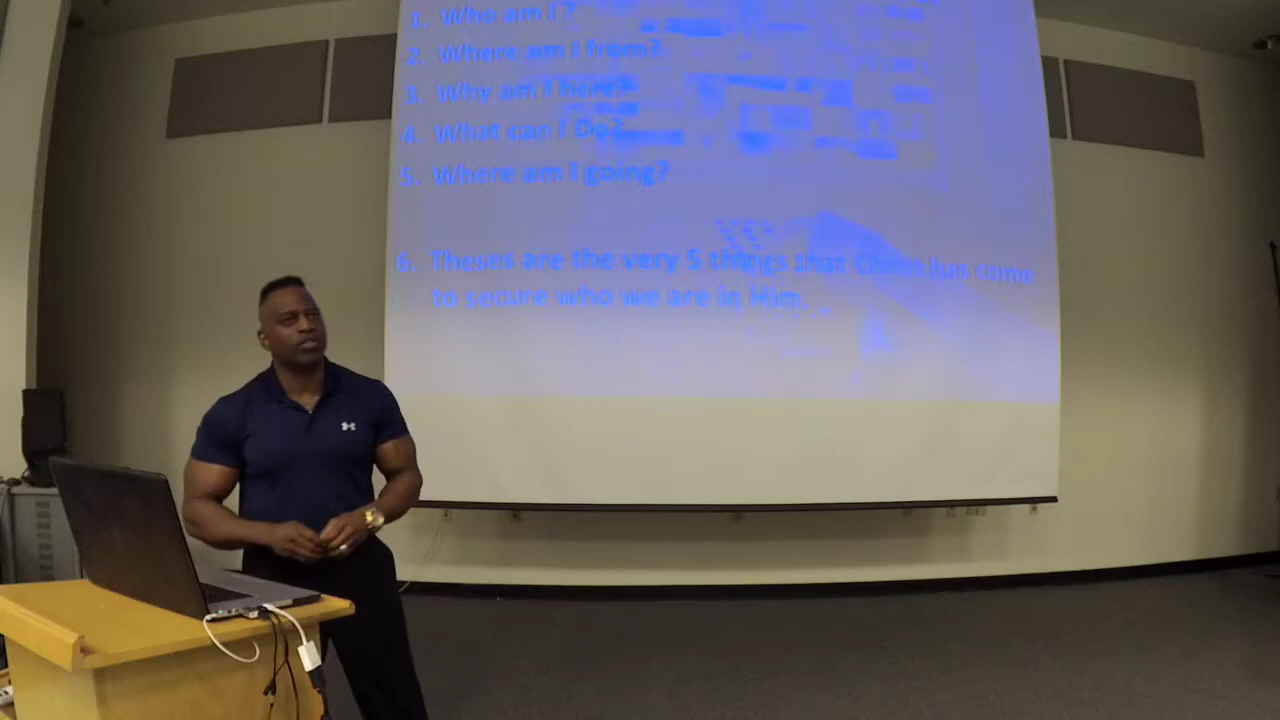 1. Who am I?
2. Where am I from?
3. Why am I here?
4. What can I Do?
5. Where am I going?
6. Theses are the very 5 things that Christ has come
to secure who we are in Him. .